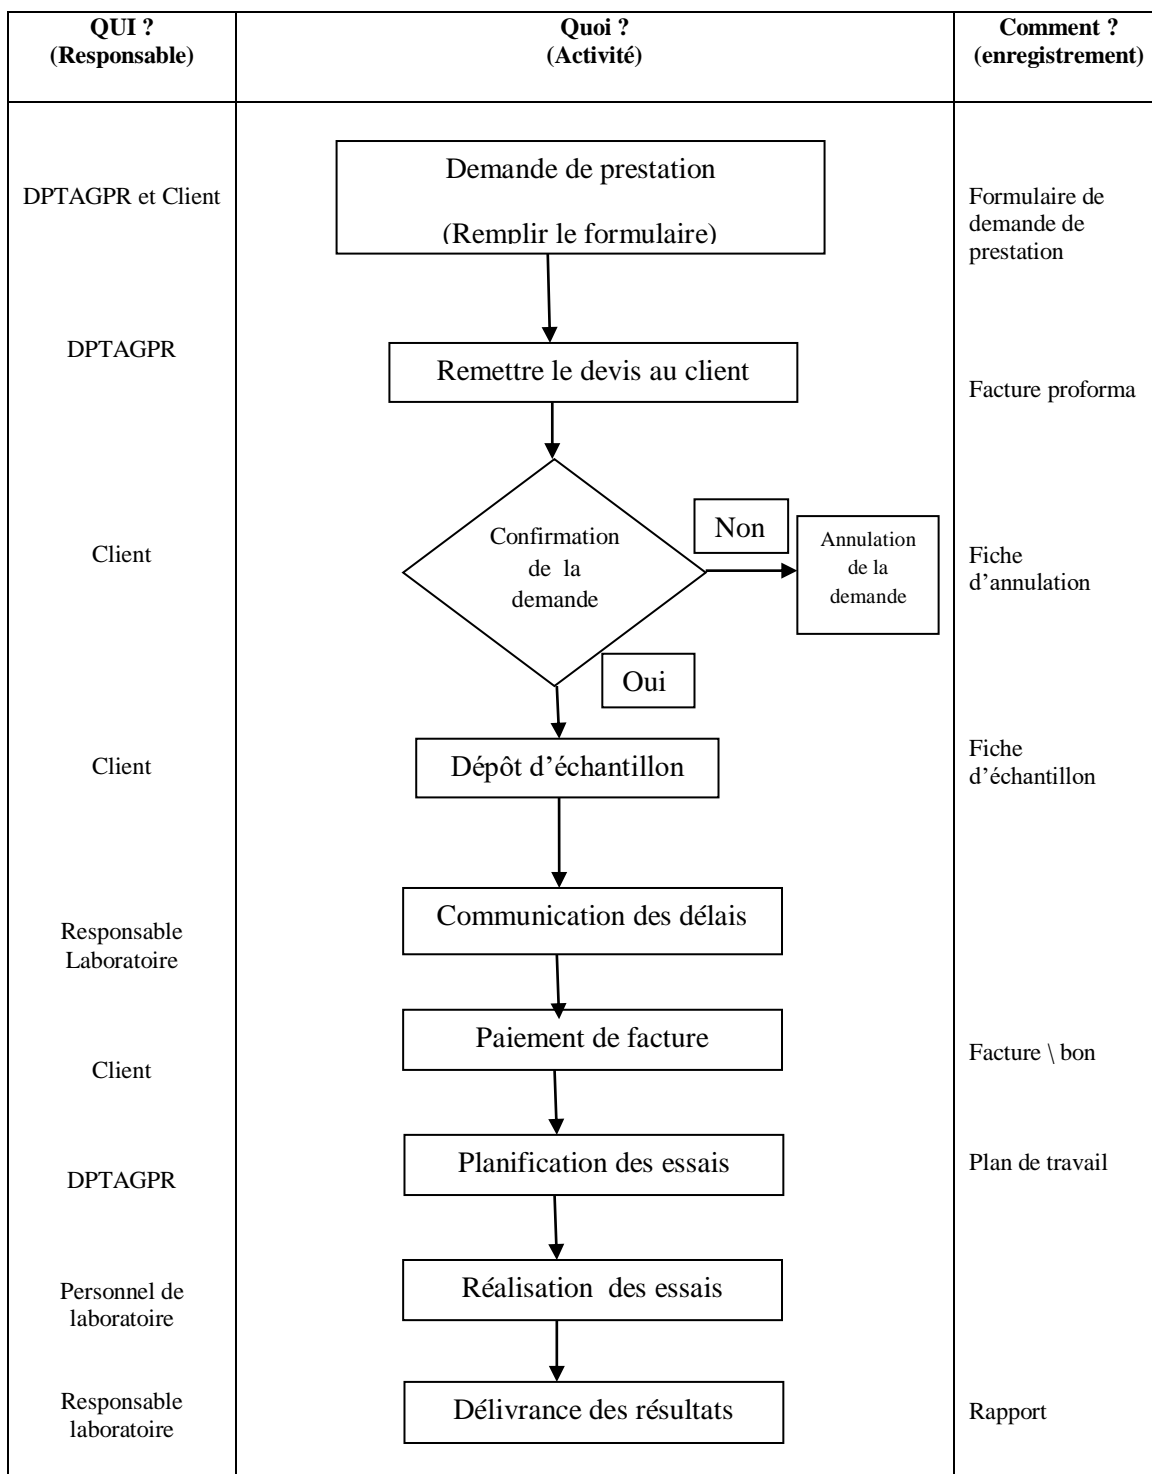 QUI ?
(Responsable)
Quoi ?
(Activité)
Comment ?
(enregistrement)
DPTAGPR et Client
Demande de prestation
(Remplir le formulaire)
Formulaire de
demande de
prestation
DPTAGPR
Remettre le devis au client
Facture proforma
Client
Confirmation
de la
demande
Non
Annulation
de la
demande
Fiche
d’annulation
Oui
Client
Dépôt d’échantillon
Fiche
d’échantillon
Responsable
Laboratoire
Communication des délais
Client
Paiement de facture
Facture \ bon
DPTAGPR
Planification des essais
Plan de travail
Personnel de
laboratoire
Réalisation des essais
Responsable
laboratoire
Délivrance des résultats
Rapport